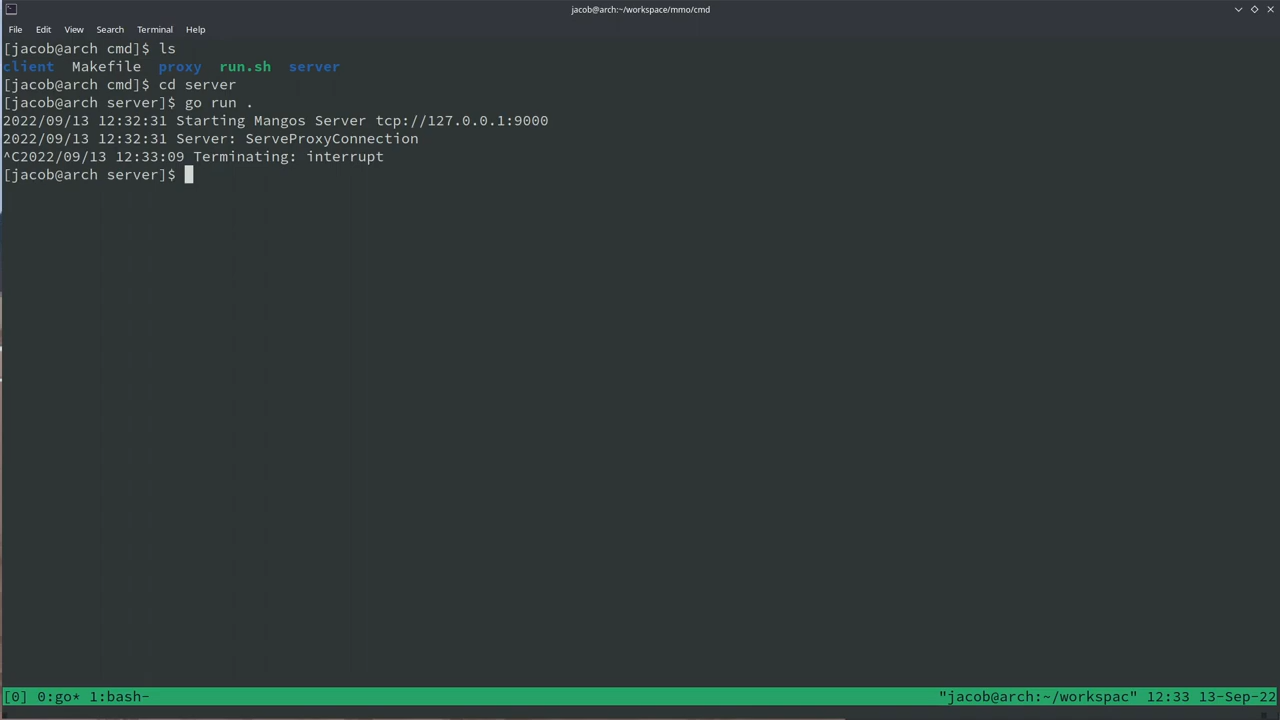 jacob@arch:~/workspace/mmo/cmd
File Edit View Search Terminal Help
[jacob@arch cmd]$ ls
client Makefile proxy run.sh server
[jacob@arch cmd]$ cd server
[jacob@arch server]$ go run .
2022/09/13 12:32:31 Starting Mangos Server tcp://127.0.0.1:9000
2022/09/13 12:32:31 Server: ServeProxyConnection
^C2022/09/13 12:33:09 Terminating: interrupt
[jacob@arch server]$
[0] 0:go* 1:bash- "jacob@arch:~/workspac" 12:33 13-Sep-22